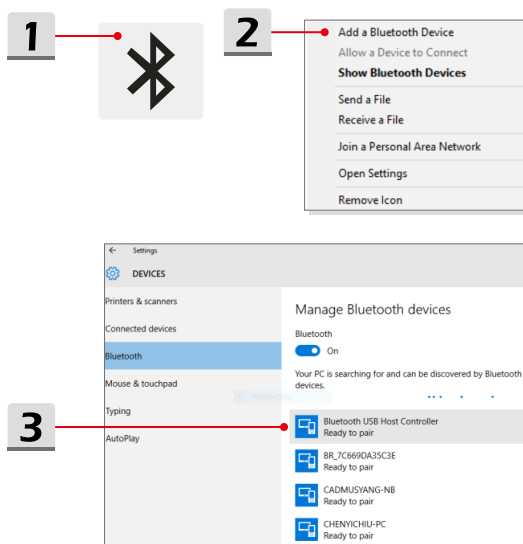 1
2
Add a Bluetooth Device
Allow a Device to Connect
Show Bluetooth Devices
Send a File
Receive a File
Join a Personal Area Network
Open Settings
Remove Icon
← Settings
DEVICES
Printers & scanners
Connected devices
Bluetooth
Mouse & touchpad
Typing
AutoPlay
Manage Bluetooth devices
Bluetooth
On
Your PC is searching for and can be discovered by Bluetooth
devices.
3
Bluetooth USB Host Controller
Ready to pair
BR_7C669DA35C3E
Ready to pair
CADMUSYANG-NB
Ready to pair
CHENYICHIU-PC
Ready to pair